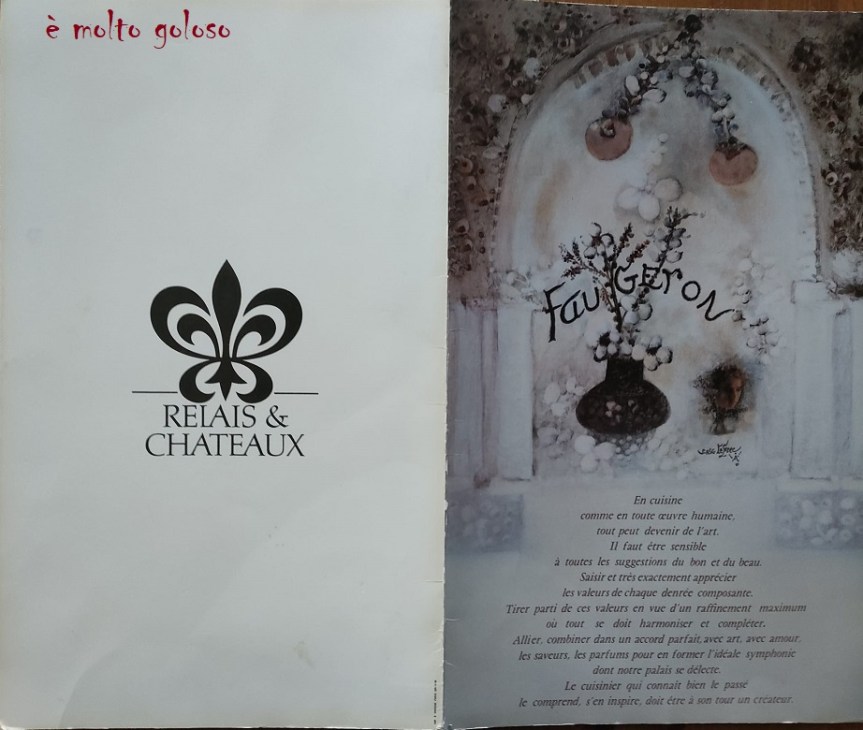 è molto goloso
RELAIS &
CHATEAUX
FauGeron
En cuisine
comme en toute œuvre humaine,
tout peut devenir de l'art.
Il faut être sensible
à toutes les suggestions du bon et du beau.
Saisir et très exactement apprécier
les valeurs de chaque denrée composante.
Tirer parti de ces valeurs en vue d'un raffinement maximum
où tout se doit harmoniser et compléter.
Allier, combiner dans un accord parfait, avec art, avec amour,
les saveurs, les parfums pour en former l'idéale symphonie
dont notre palais se délecte.
Le cuisinier qui connaît bien le passé
le comprend, s'en inspire, doit être à son tour un créateur.